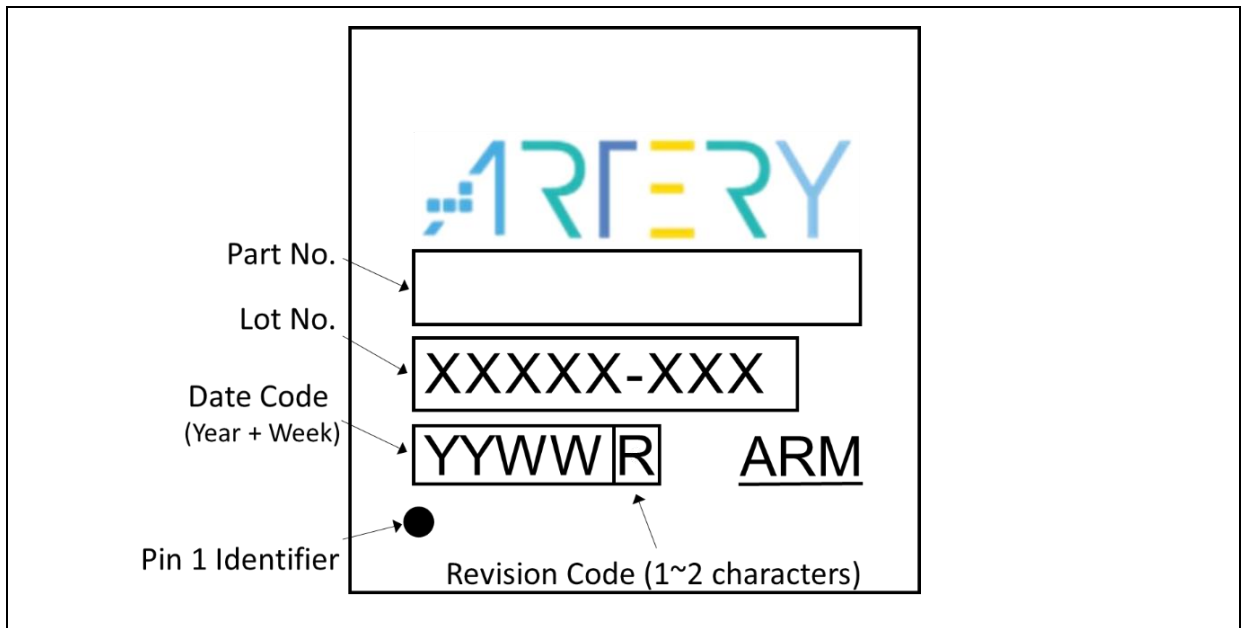 ARTERY
Part No.
Lot No.
XXXXX-XXX
Date Code
(Year + Week)
YYWW R
ARM
Pin 1 Identifier
Revision Code (1~2 characters)